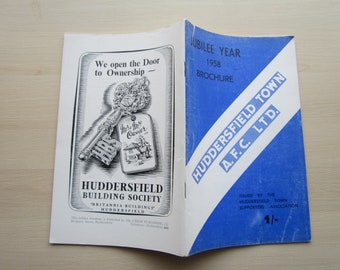 We open the Door
to Ownership —
HUDDERSFIELD
BUILDING SOCIETY
"BRITANNIA BUILDINGS"
HUDDERSFIELD
JUBILEE YEAR
1958
BROCHURE
HUDDERSFIELD TOWN
A.F.C. LTD.
ISSUED BY THE
HUDDERSFIELD TOWN
SUPPORTERS ASSOCIATION
1/-